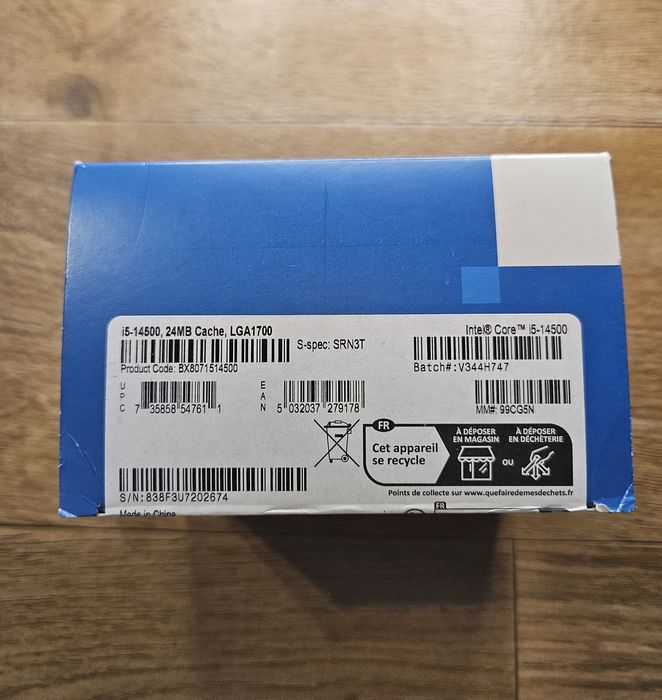 i5-14500, 24MB Cache, LGA1700
Intel® Core™ i5-14500
S-spec: SRN3T
Product Code: BX8071514500
Batch#:V344H747
UPC
7 35858 54761 1
EAN
5 032037 279178
MM#: 99CG5N
FR
Cet appareil
se recycle
À DÉPOSER
EN MAGASIN
OU
À DÉPOSER
EN DÉCHÈTERIE
Points de collecte sur www.quefairedemesdechets.fr
S/N:838F3U7202674
Made in China
FR